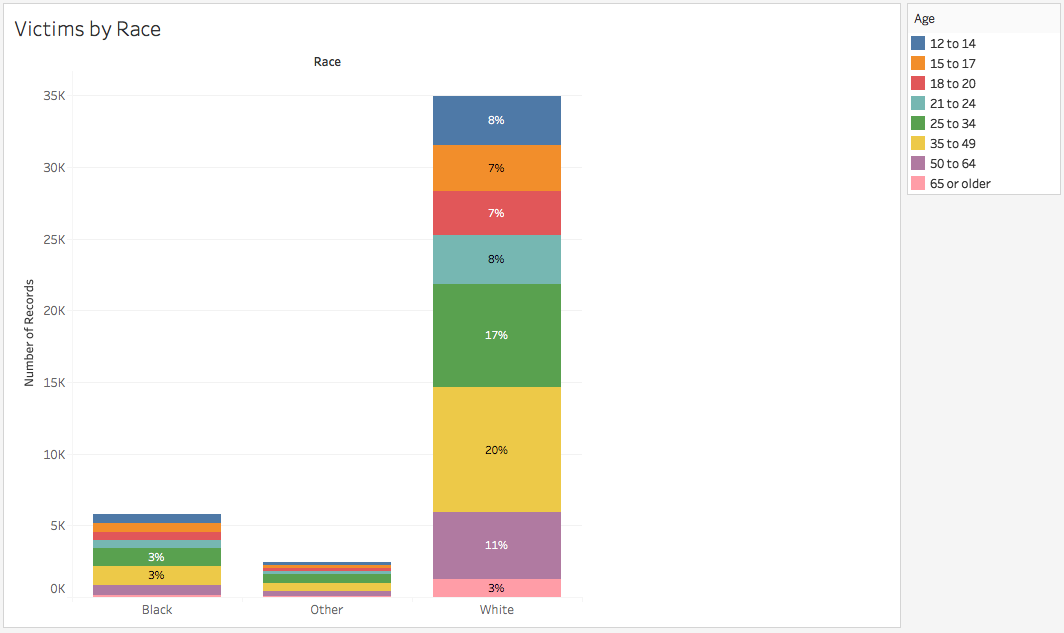 Victims by Race
Race
Number of Records
35K
30K
25K
20K
15K
10K
5K
0K
3%
3%
8%
7%
7%
8%
17%
20%
11%
3%
Black
Other
White
Age
12 to 14
15 to 17
18 to 20
21 to 24
25 to 34
35 to 49
50 to 64
65 or older